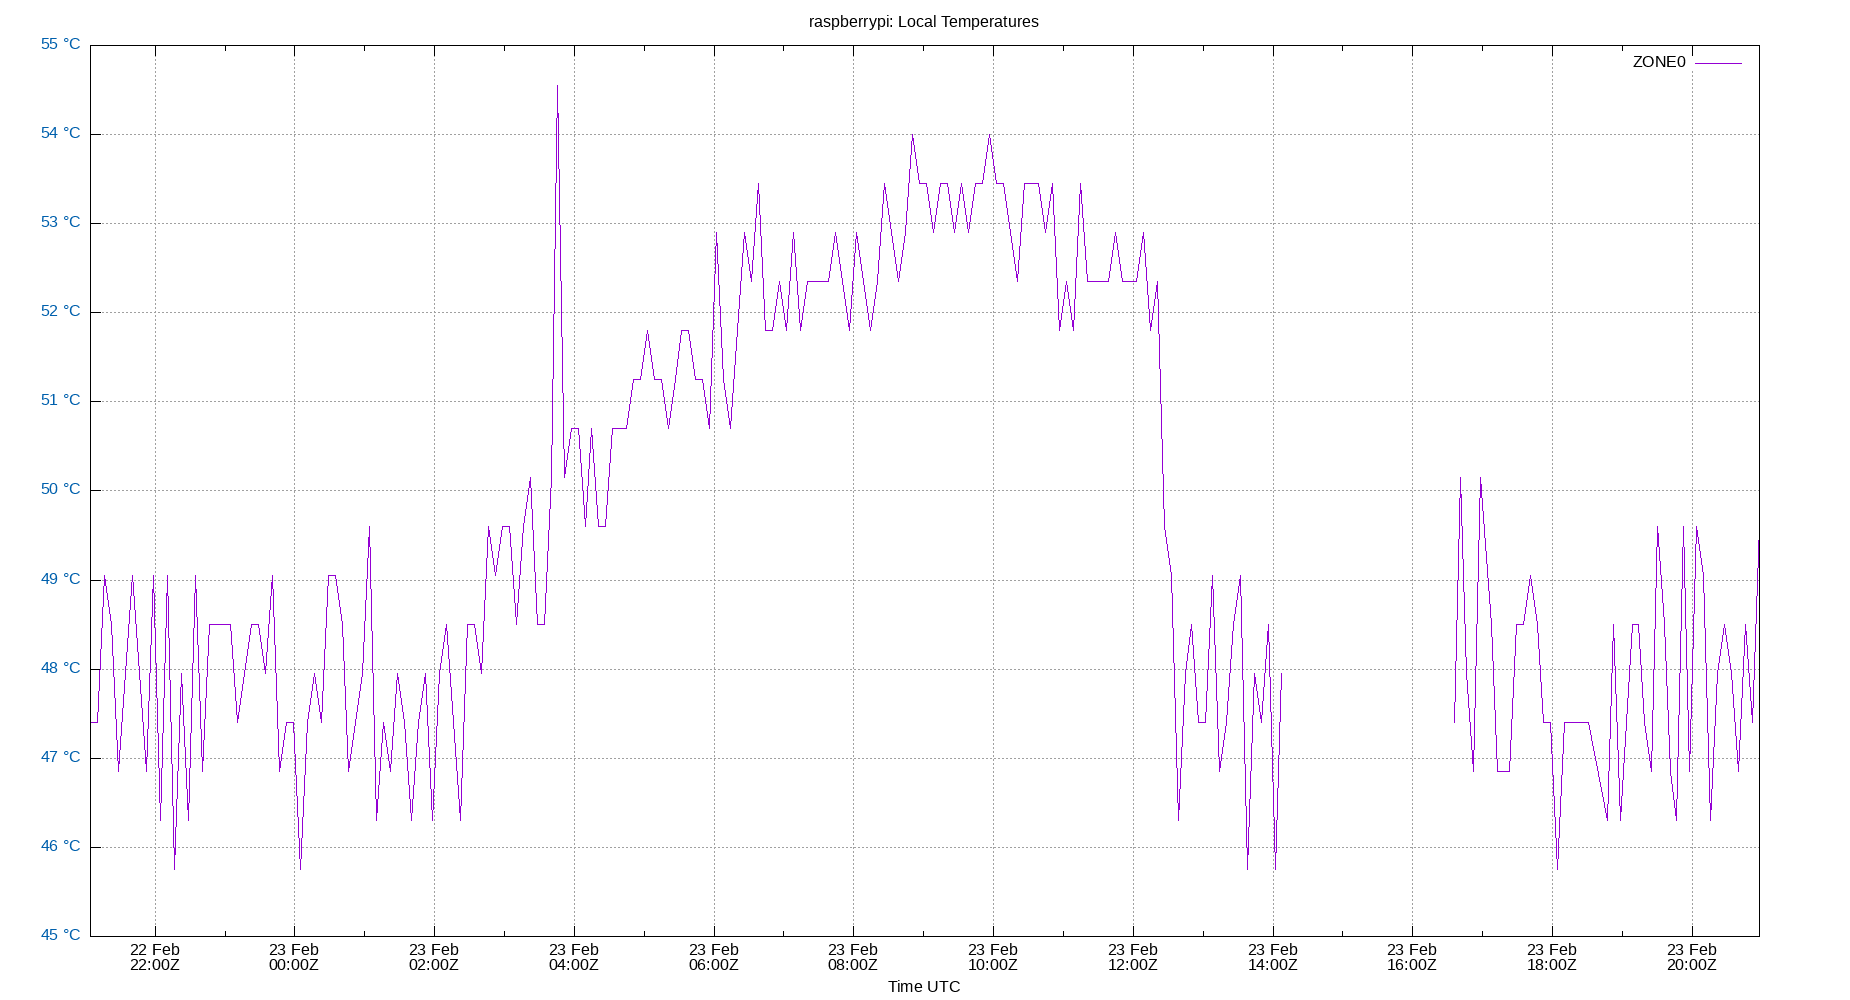 raspberrypi: Local Temperatures
ZONE0
55 °C
54 °C
53 °C
52 °C
51 °C
50 °C
49 °C
48 °C
47 °C
46 °C
45 °C
22 Feb 23 Feb 23 Feb 23 Feb 23 Feb 23 Feb 23 Feb 23 Feb 23 Feb 23 Feb 23 Feb 23 Feb
22:00Z 00:00Z 02:00Z 04:00Z 06:00Z 08:00Z 10:00Z 12:00Z 14:00Z 16:00Z 18:00Z 20:00Z
Time UTC